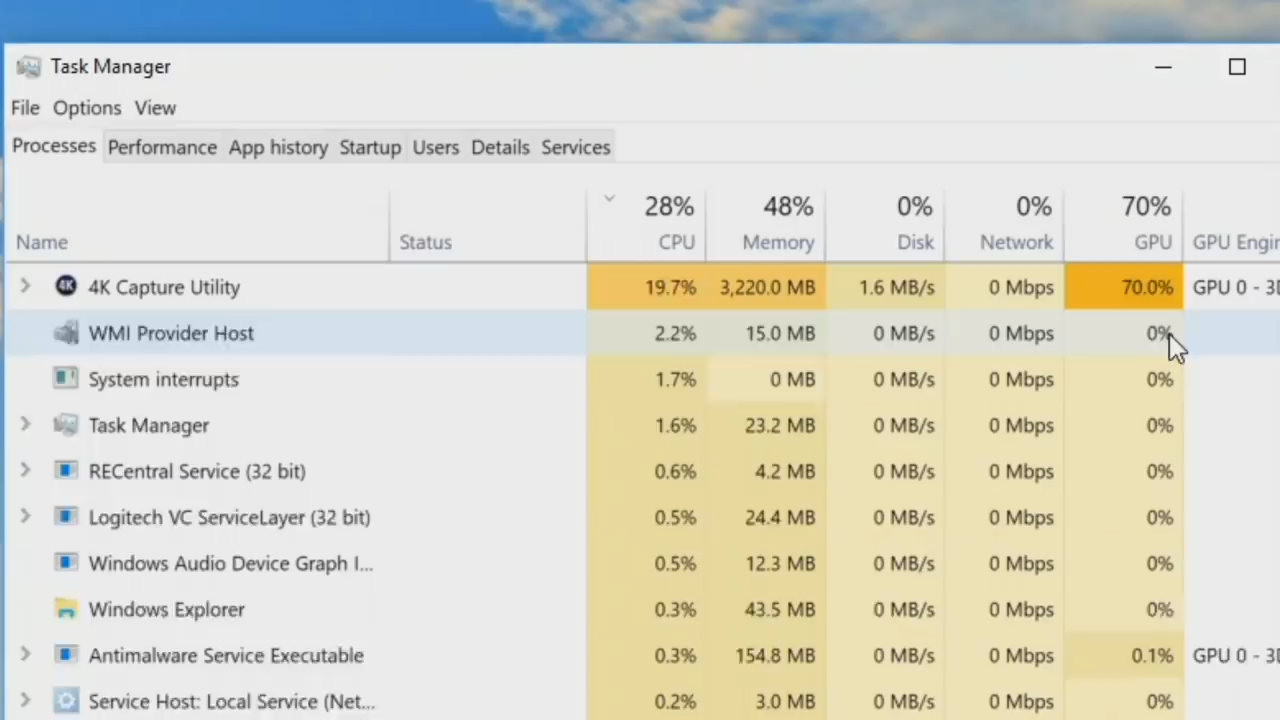 Task Manager
File Options View
Processes Performance App history Startup Users Details Services
28% 48% 0% 0% 70%
Name Status CPU Memory Disk Network GPU GPU
4K Capture Utility 19.7% 3,220.0 MB 1.6 MB/s 0 Mbps 70.0% GPU 0 -
WMI Provider Host 2.2% 15.0 MB 0 MB/s 0 Mbps 0%
System interrupts 1.7% 0 MB 0 MB/s 0 Mbps 0%
Task Manager 1.6% 23.2 MB 0 MB/s 0 Mbps 0%
RECentral Service (32 bit) 0.6% 4.2 MB 0 MB/s 0 Mbps 0%
Logitech VC ServiceLayer (32 bit) 0.5% 24.4 MB 0 MB/s 0 Mbps 0%
Windows Audio Device Graph I... 0.5% 12.3 MB 0 MB/s 0 Mbps 0%
Windows Explorer 0.3% 43.5 MB 0 MB/s 0 Mbps 0%
Antimalware Service Executable 0.3% 154.8 MB 0 MB/s 0 Mbps 0.1% GPU 0 -
Service Host: Local Service (Net... 0.2% 3.0 MB 0 MB/s 0 Mbps 0%